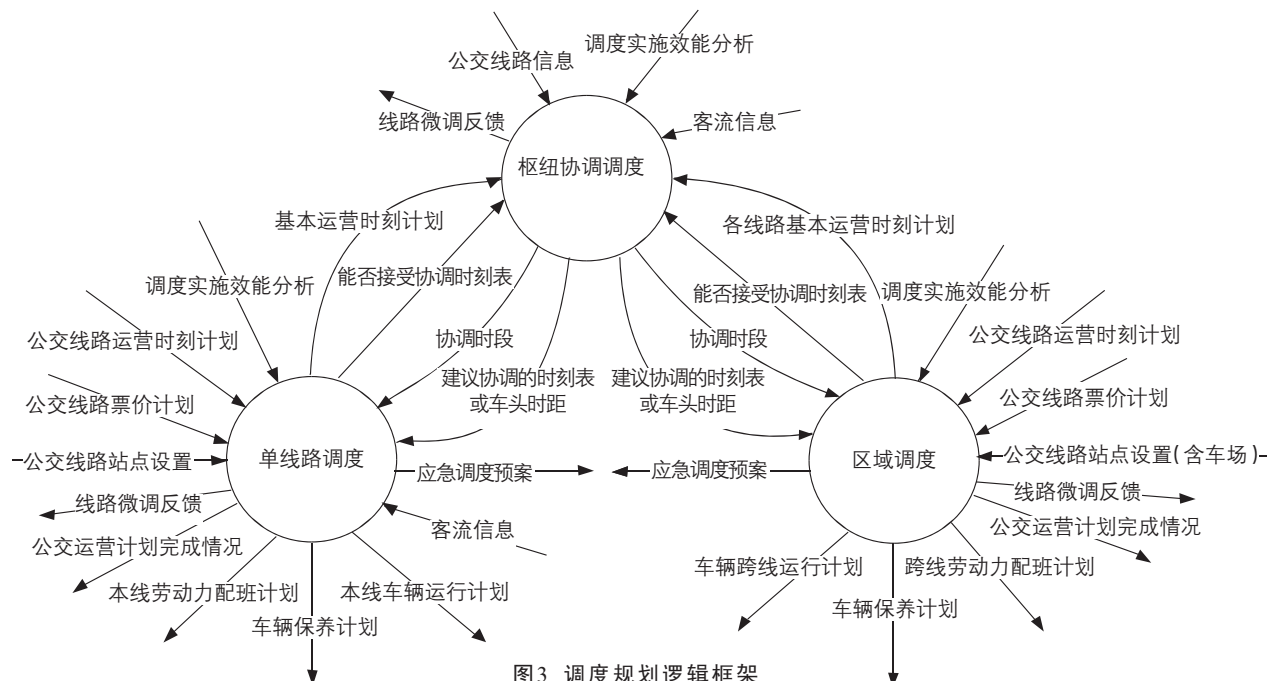 公交线路信息
调度实施效能分析
线路微调反馈
客流信息
枢纽协调调度
基本运营时刻计划
各线路基本运营时刻计划
能否接受协调时刻表
能否接受协调时刻表
调度实施效能分析
调度实施效能分析
公交线路运营时刻计划
公交线路运营时刻计划
协调时段
协调时段
建议协调的时刻表
或车头时距
建议协调的时刻表
或车头时距
公交线路票价计划
公交线路票价计划
公交线路站点设置
单线路调度
应急调度预案
应急调度预案
区域调度
公交线路站点设置(含车场)
线路微调反馈
客流信息
线路微调反馈
公交运营计划完成情况
公交运营计划完成情况
本线劳动力配班计划
本线车辆运行计划
车辆保养计划
车辆跨线运行计划
跨线劳动力配班计划
车辆保养计划
图3 调度规划逻辑框架